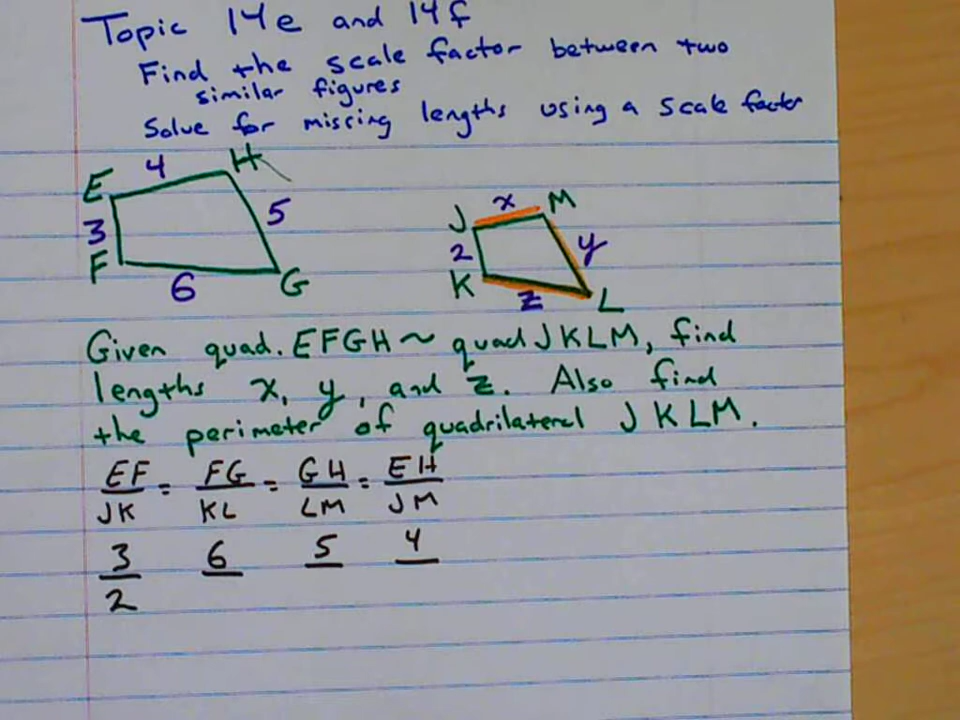 Topic 14e and 14f
Find the scale factor between two
similar figures
Solve for missing lengths using a scale factor
E 4 H
3 5
F 6 G
J x M
2 y
K z L
Given quad. EFGH ~ quad JKLM, find
lengths x, y, and z. Also find
the perimeter of quadrilateral JKLM.
EF = FG = GH = EH
JK KL LM JM
3 6 5 4
2